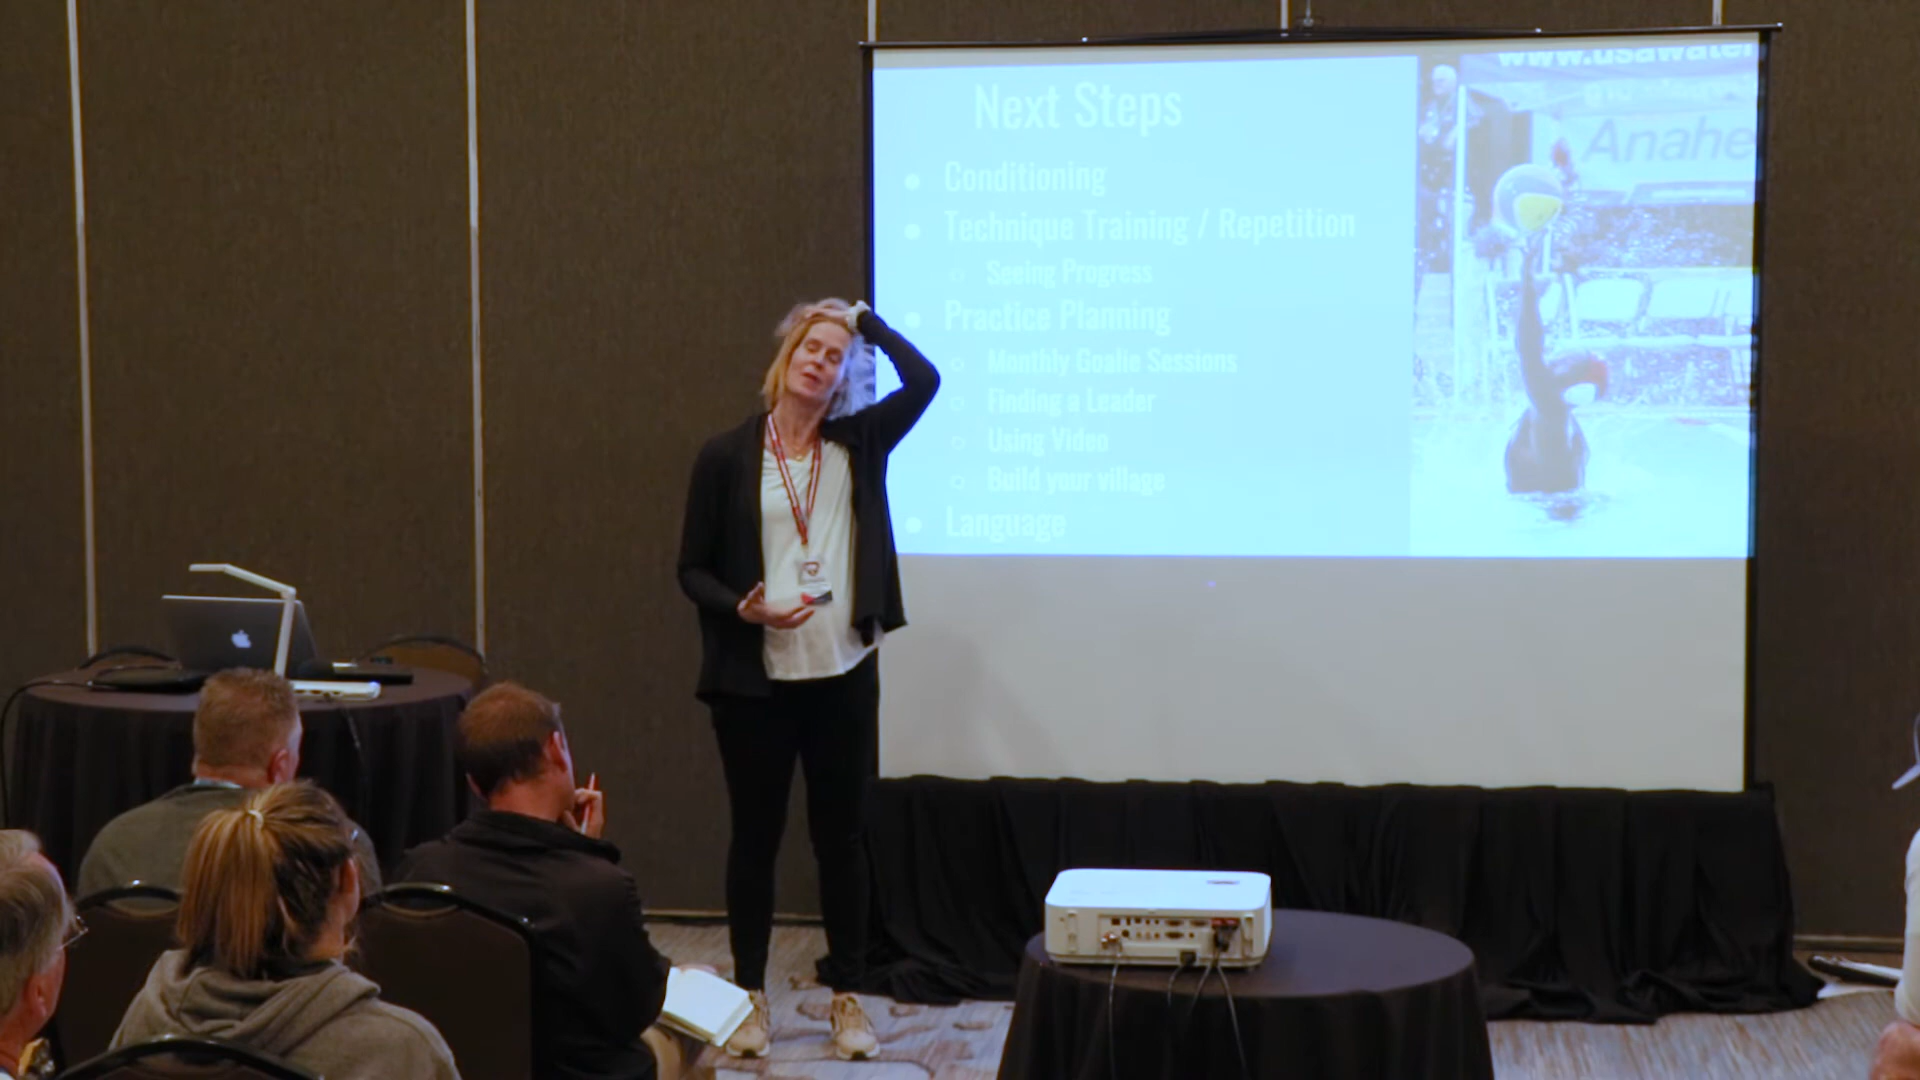 www.usawater
Anahe
Next Steps
Conditioning
Technique Training / Repetition
Seeing Progress
Practice Planning
Monthly Goalie Sessions
Finding a Leader
Using Video
Build your village
Language